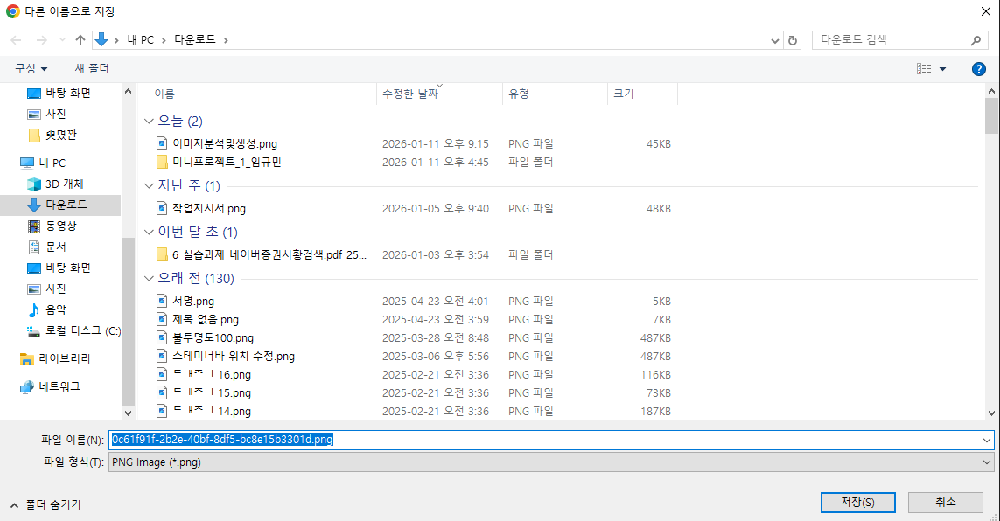 다른 이름으로 저장
내 PC 다운로드
다운로드 검색
구성 새 폴더
바탕 화면
사진
내 PC
3D 개체
다운로드
동영상
문서
바탕 화면
사진
음악
로컬 디스크 (C:)
라이브러리
네트워크
이름 수정한 날짜 유형 크기
오늘 (2)
이미지분석및생성.png 2026-01-11 오후 9:15 PNG 파일 45KB
미니프로젝트_1_임규민 2026-01-11 오후 4:45 파일 폴더
지난 주 (1)
작업지시서.png 2026-01-05 오후 9:40 PNG 파일 48KB
이번 달 초 (1)
6_실습과제_네이버증권시황검색.pdf_25... 2026-01-03 오후 3:54 파일 폴더
오래 전 (130)
서명.png 2025-04-23 오전 4:01 PNG 파일 5KB
제목 없음.png 2025-04-23 오전 3:59 PNG 파일 7KB
불투명도100.png 2025-03-28 오전 8:48 PNG 파일 487KB
스테미너바 위치 수정.png 2025-03-06 오후 5:56 PNG 파일 487KB
16.png 2025-02-21 오전 3:36 PNG 파일 116KB
15.png 2025-02-21 오전 3:36 PNG 파일 73KB
14.png 2025-02-21 오전 3:36 PNG 파일 187KB
파일 이름(N): 0c61f91f-2b2e-40bf-8df5-bc8e15b3301d.png
파일 형식(T): PNG Image (*.png)
폴더 숨기기 저장(S) 취소